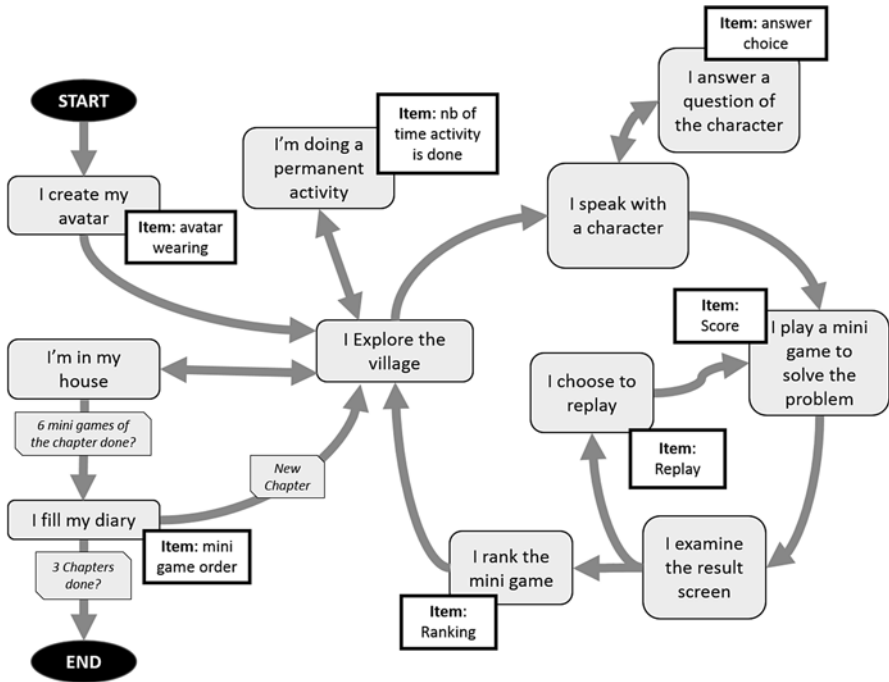 START
I create my
avatar
Item: avatar
wearing
I'm doing a
permanent
activity
Item: nb of
time activity
is done
Item: answer
choice
I answer a
question of
the character
I speak with
a character
I Explore the
village
Item:
Score
I play a mini
game to
solve the
problem
I choose to
replay
Item:
Replay
I examine
the result
screen
I rank the
mini game
Item:
Ranking
I'm in my
house
6 mini games
of the chapter done?
I fill my diary
Item: mini
game order
New
Chapter
3 Chapters
done?
END